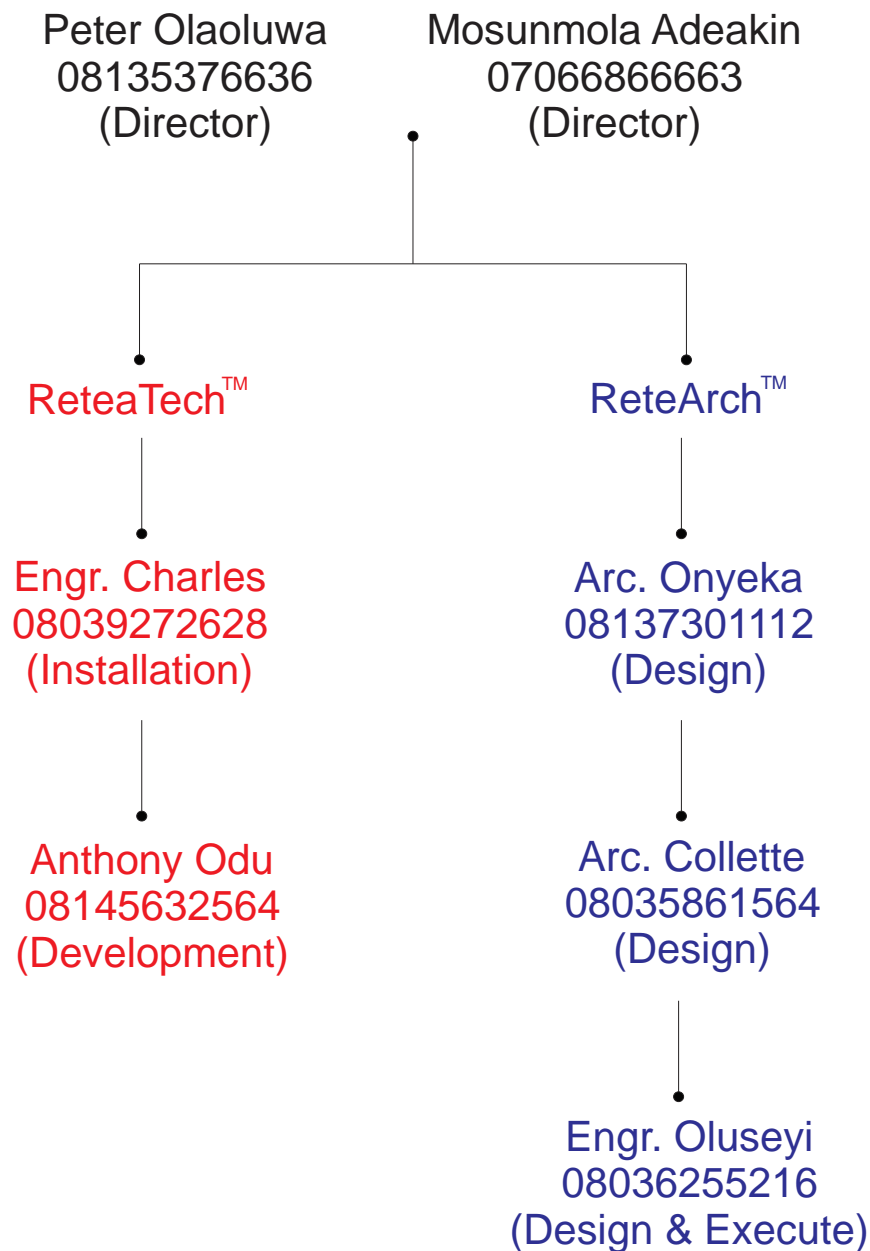 Peter Olaoluwa
08135376636
(Director)
Mosunmola Adeakin
07066866663
(Director)
ReteaTech™
Engr. Charles
08039272628
(Installation)
Anthony Odu
08145632564
(Development)
ReteArch™
Arc. Onyeka
08137301112
(Design)
Arc. Collette
08035861564
(Design)
Engr. Oluseyi
08036255216
(Design & Execute)